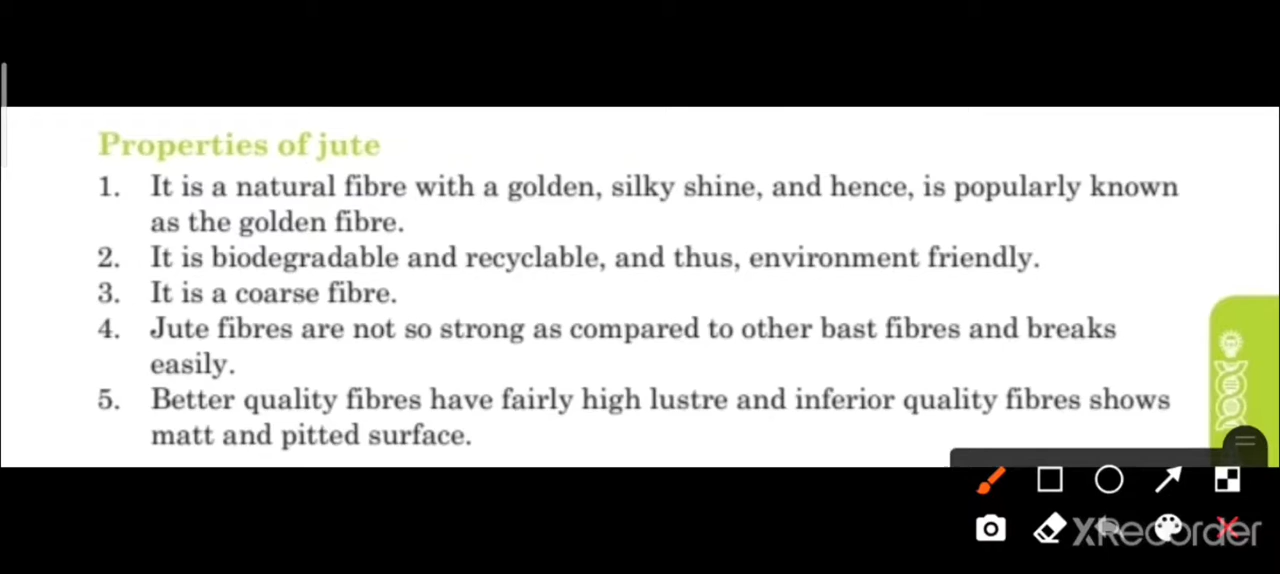 Properties of jute
1. It is a natural fibre with a golden, silky shine, and hence, is popularly known
as the golden fibre.
2. It is biodegradable and recyclable, and thus, environment friendly.
3. It is a coarse fibre.
4. Jute fibres are not so strong as compared to other bast fibres and breaks
easily.
5. Better quality fibres have fairly high lustre and inferior quality fibres shows
matt and pitted surface.
XRecorder